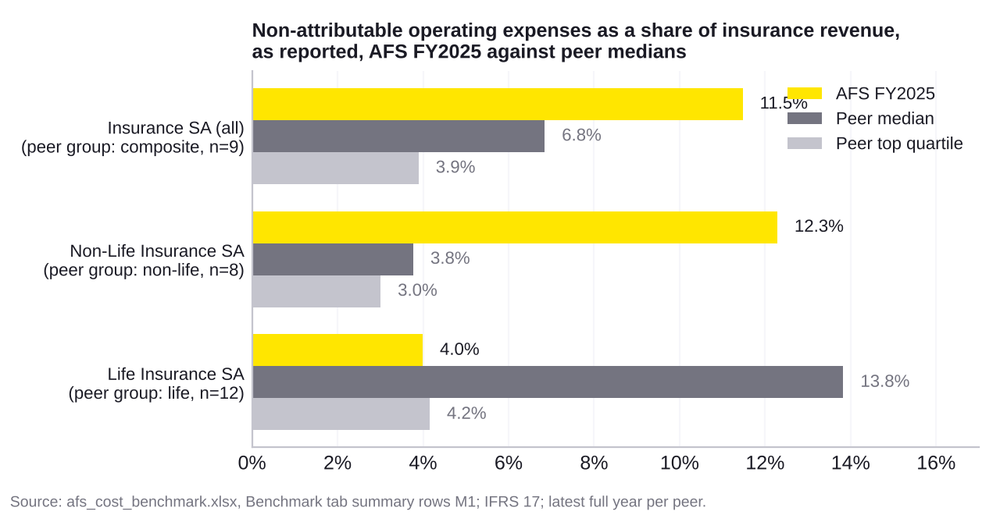 Non-attributable operating expenses as a share of insurance revenue,
as reported, AFS FY2025 against peer medians
Insurance SA (all)
(peer group: composite, n=9)
11.5%
6.8%
3.9%
AFS FY2025
Peer median
Peer top quartile
Non-Life Insurance SA
(peer group: non-life, n=8)
12.3%
3.8%
3.0%
Life Insurance SA
(peer group: life, n=12)
4.0%
13.8%
4.2%
0% 2% 4% 6% 8% 10% 12% 14% 16%
Source: afs_cost_benchmark.xlsx, Benchmark tab summary rows M1; IFRS 17; latest full year per peer.